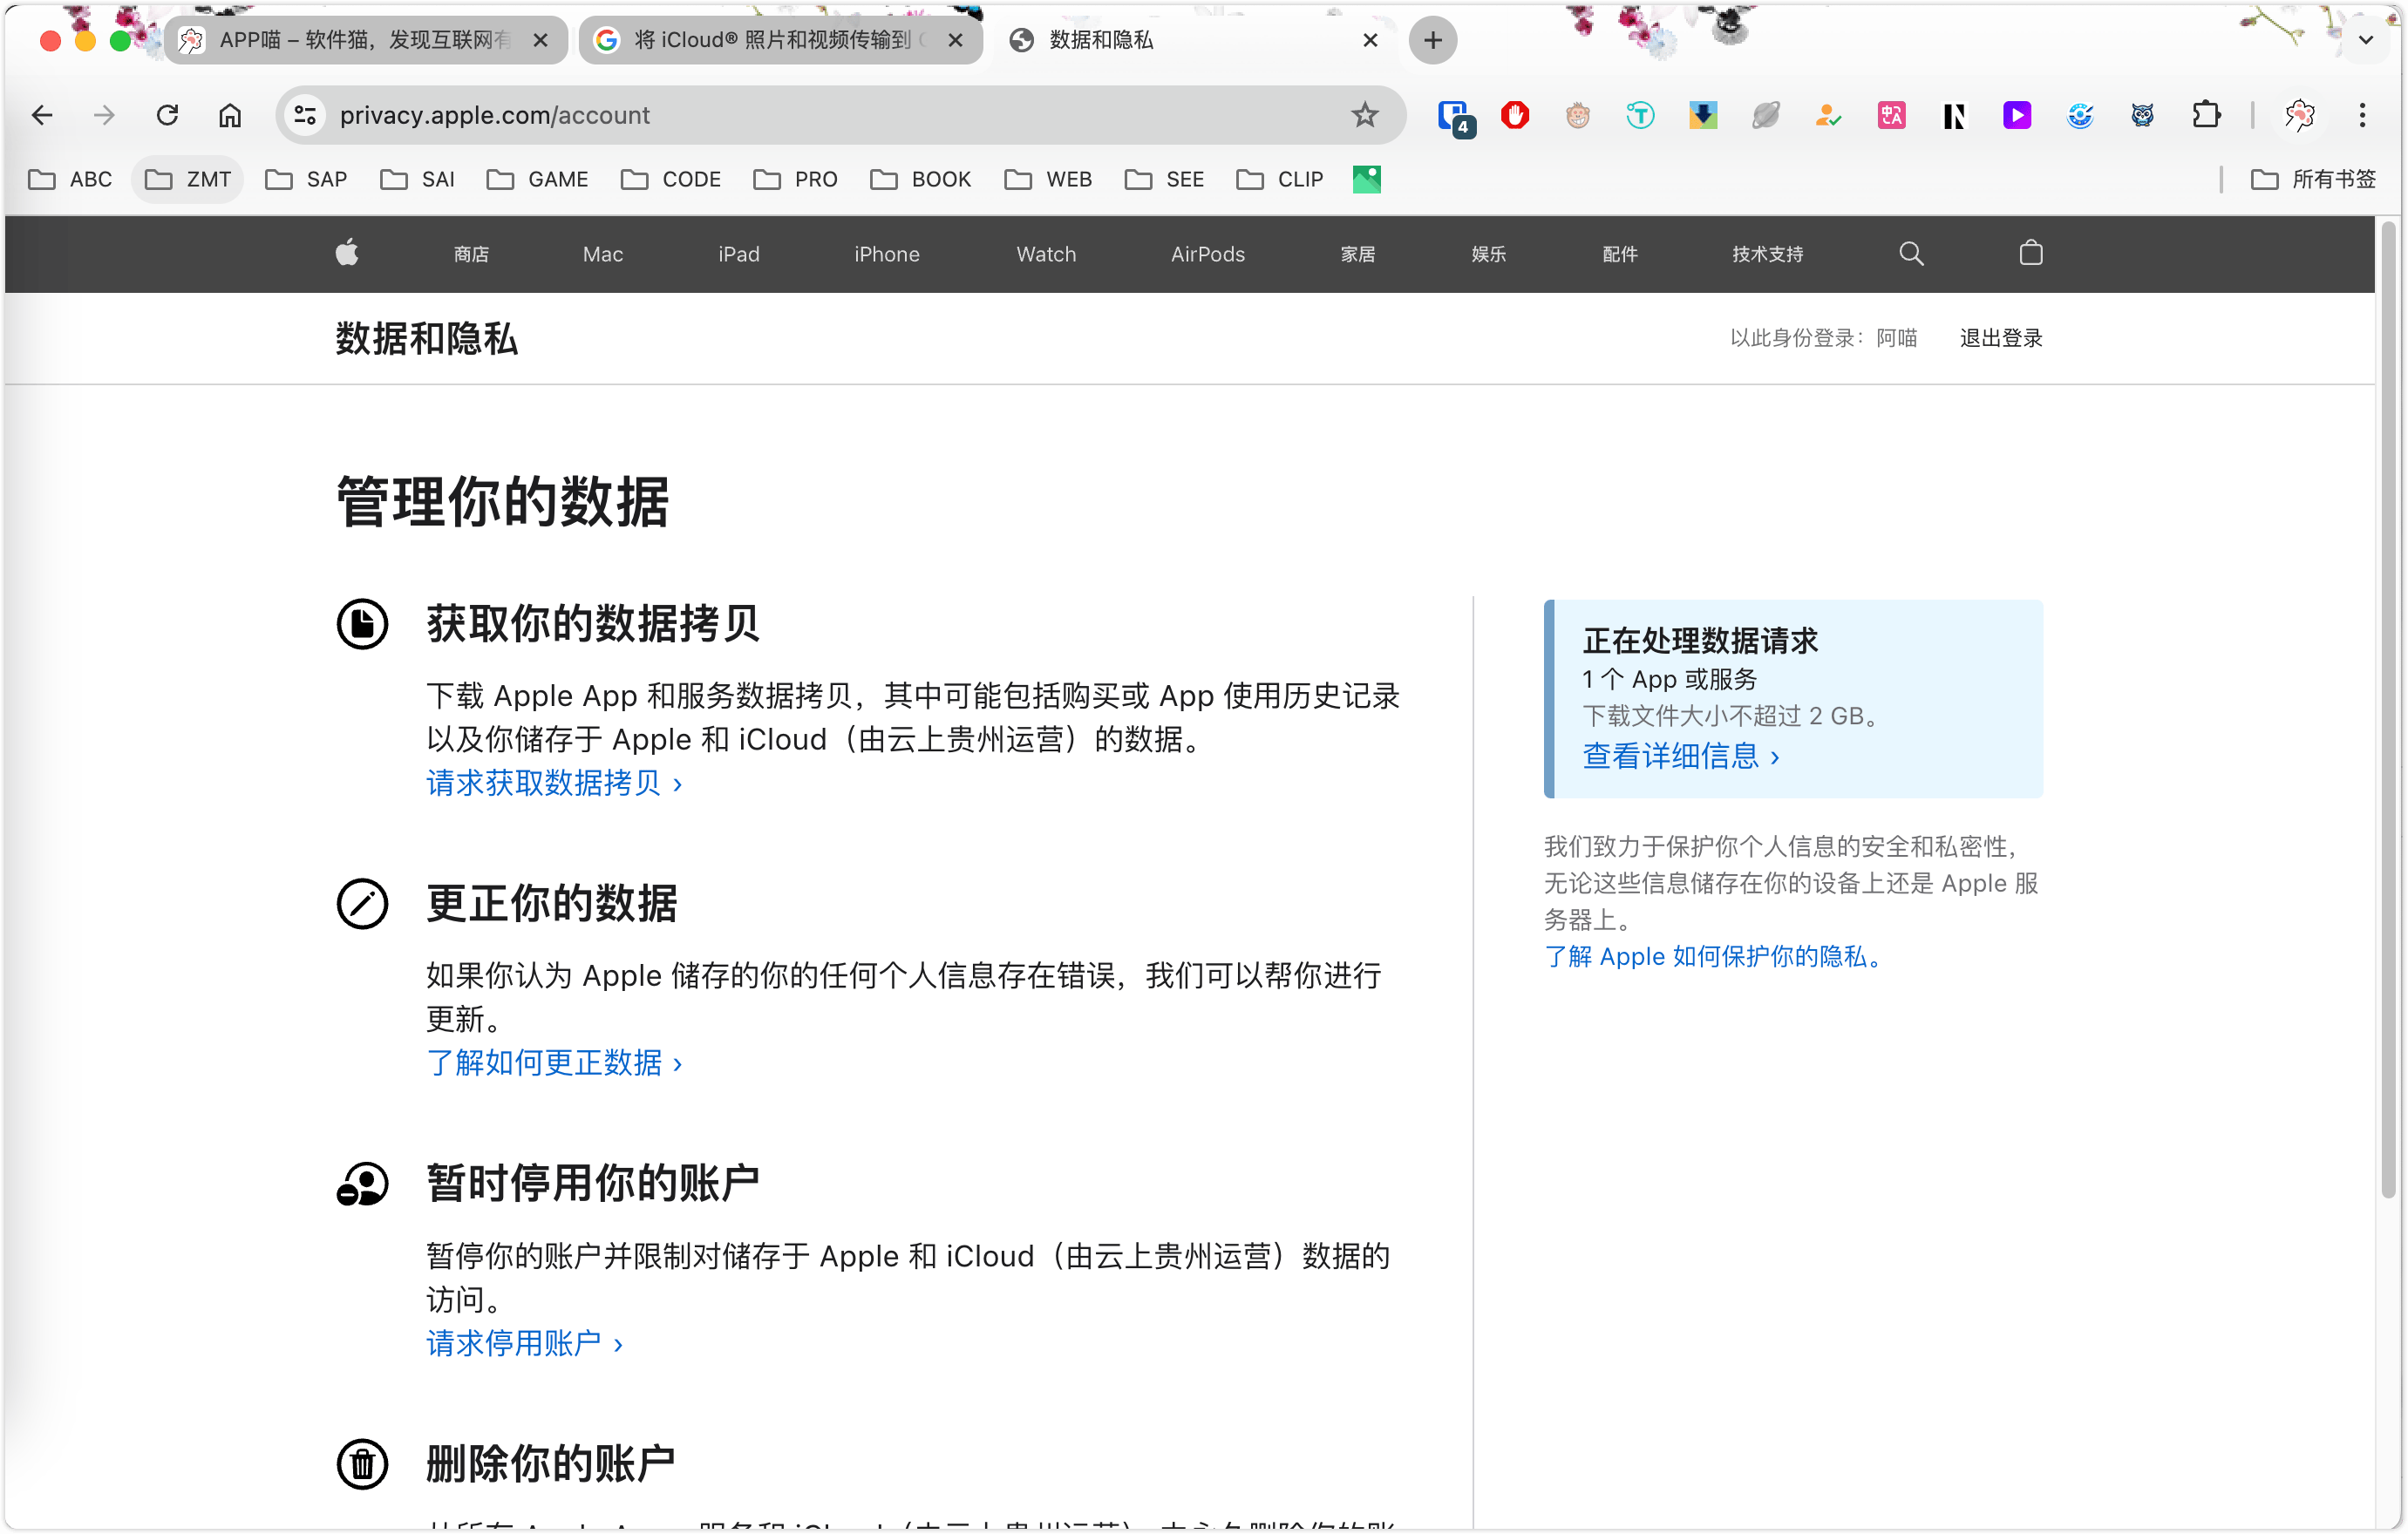 APP喵 – 软件猫，发现互联网有
将 iCloud® 照片和视频传输到
数据和隐私
privacy.apple.com/account
4
ABC
ZMT
SAP
SAI
GAME
CODE
PRO
BOOK
WEB
SEE
CLIP
所有书签
商店
Mac
iPad
iPhone
Watch
AirPods
家居
娱乐
配件
技术支持
数据和隐私
以此身份登录：阿喵
退出登录
管理你的数据
获取你的数据拷贝
下载 Apple App 和服务数据拷贝，其中可能包括购买或 App 使用历史记录
以及你储存于 Apple 和 iCloud（由云上贵州运营）的数据。
请求获取数据拷贝 ›
更正你的数据
如果你认为 Apple 储存的你的任何个人信息存在错误，我们可以帮你进行
更新。
了解如何更正数据 ›
暂时停用你的账户
暂停你的账户并限制对储存于 Apple 和 iCloud（由云上贵州运营）数据的
访问。
请求停用账户 ›
删除你的账户
正在处理数据请求
1 个 App 或服务
下载文件大小不超过 2 GB。
查看详细信息 ›
我们致力于保护你个人信息的安全和私密性，
无论这些信息储存在你的设备上还是 Apple 服
务器上。
了解 Apple 如何保护你的隐私。